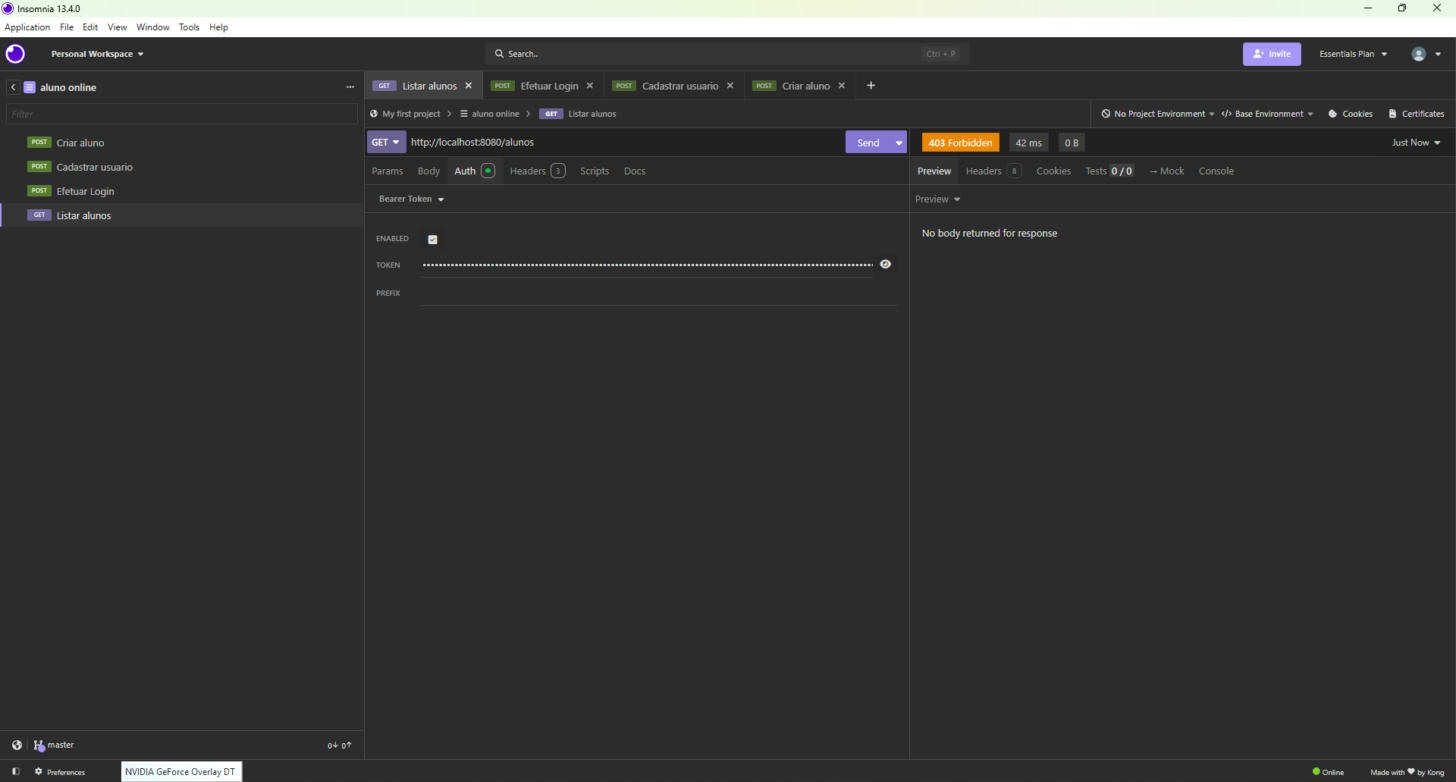 Insomnia 13.4.0
Application File Edit View Window Tools Help
Personal Workspace
Search..
Ctrl + P
Invite
Essentials Plan
aluno online
Filter
POST Criar aluno
POST Cadastrar usuario
POST Efetuar Login
GET Listar alunos
master
0 0
Preferences
NVIDIA GeForce Overlay DT
GET Listar alunos POST Efetuar Login POST Cadastrar usuario POST Criar aluno
My first project aluno online GET Listar alunos
No Project Environment Base Environment Cookies Certificates
GET http://localhost:8080/alunos
Send
Params Body Auth Headers 3 Scripts Docs
Bearer Token
ENABLED
TOKEN
PREFIX
403 Forbidden 42 ms 0 B
Just Now
Preview Headers 8 Cookies Tests 0 / 0 → Mock Console
Preview
No body returned for response
Online
Made with ♥ by Kong